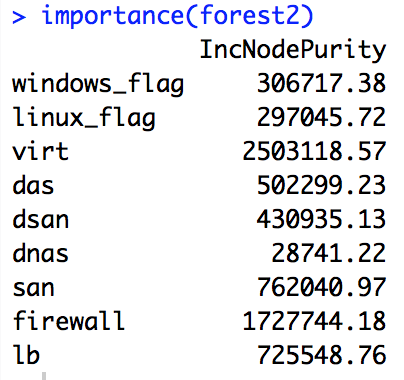 > importance(forest2)
IncNodePurity
windows_flag 306717.38
linux_flag 297045.72
virt 2503118.57
das 502299.23
dsan 430935.13
dnas 28741.22
san 762040.97
firewall 1727744.18
lb 725548.76